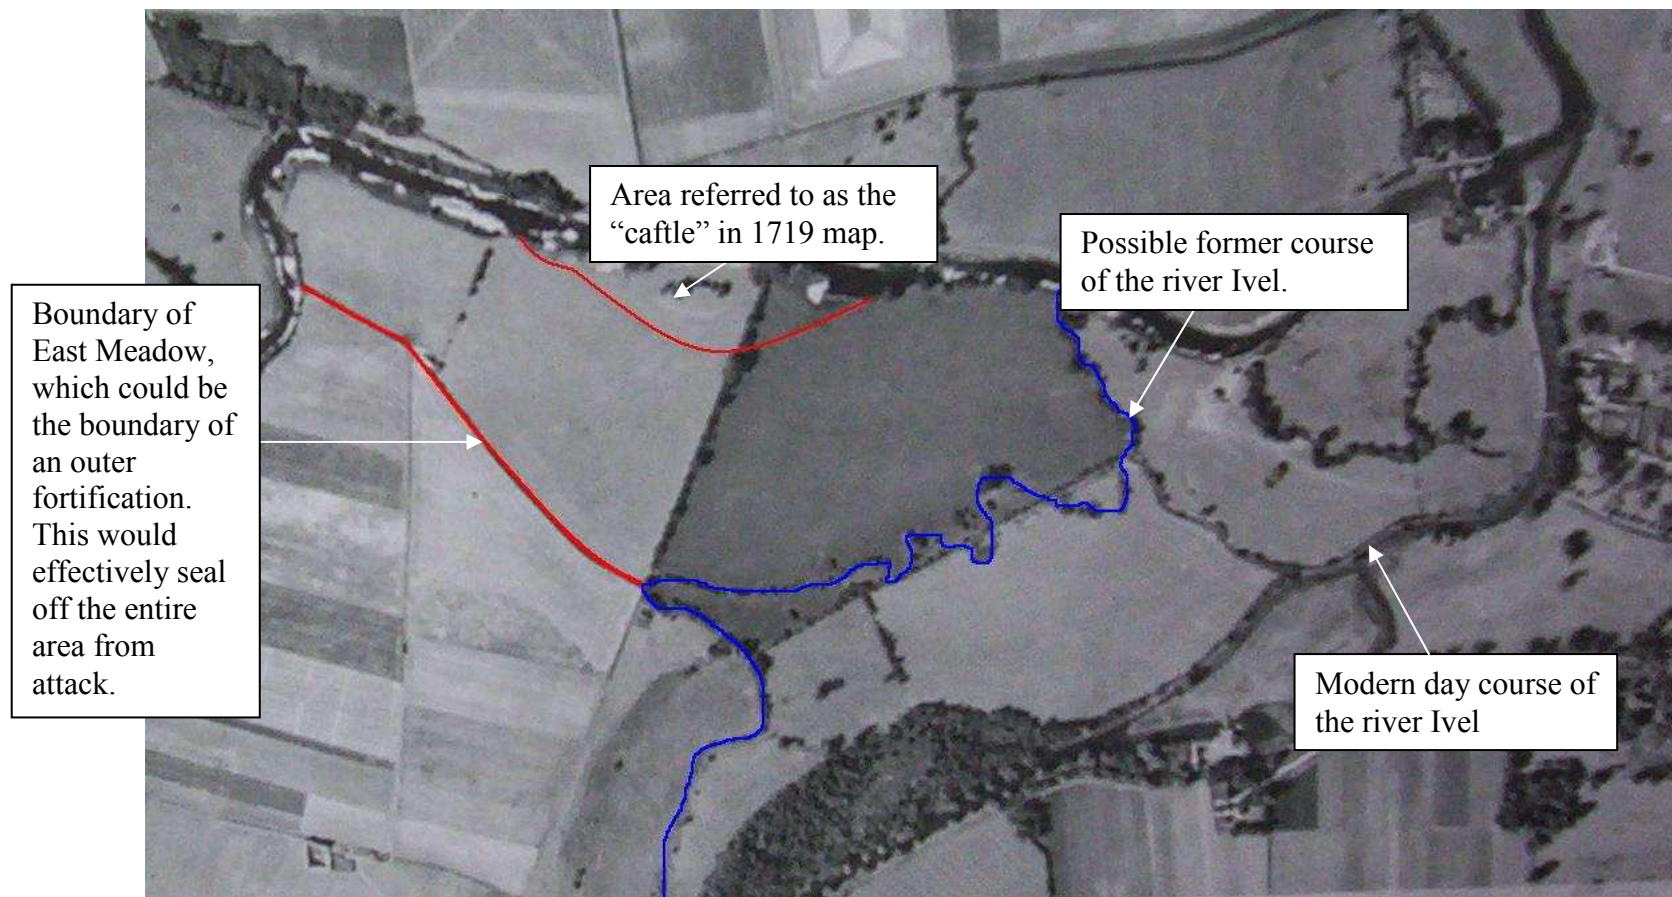 Area referred to as the
“caftle” in 1719 map.
Possible former course
of the river Ivel.
Boundary of
East Meadow,
which could be
the boundary of
an outer
fortification.
This would
effectively seal
off the entire
area from
attack.
Modern day course of
the river Ivel